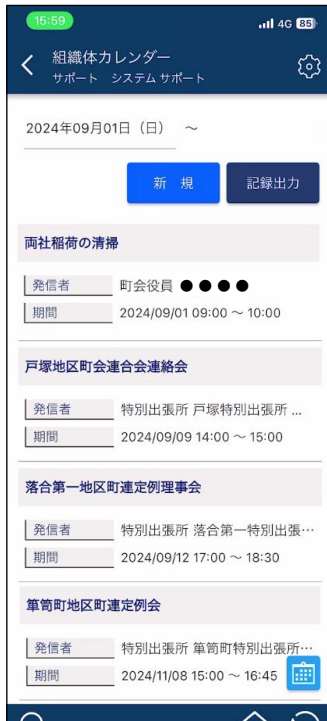 15:59
4G 85
組織体カレンダー
サポート システム サポート
2024年09月01日（日） ～
新 規 記録出力
両社稲荷の清掃
発信者 町会役員 ●●●●
期間 2024/09/01 09:00 ～ 10:00
戸塚地区町会連合会連絡会
発信者 特別出張所 戸塚特別出張所 ...
期間 2024/09/09 14:00 ～ 15:00
落合第一地区町連定例理事会
発信者 特別出張所 落合第一特別出張…
期間 2024/09/12 17:00 ～ 18:30
箪笥町地区町連定例会
発信者 特別出張所 箪笥町特別出張所…
期間 2024/11/08 15:00 ～ 16:45